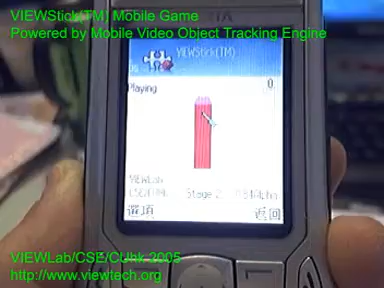 VIEWStick(TM) Mobile Game
Powered by Mobile Video Object Tracking Engine
VIEWStick(TM)
Playing 0
VIEWLab
Stage 2
選項 返回
VIEWLab/CSE/CUhk 2005
http://www.viewtech.org